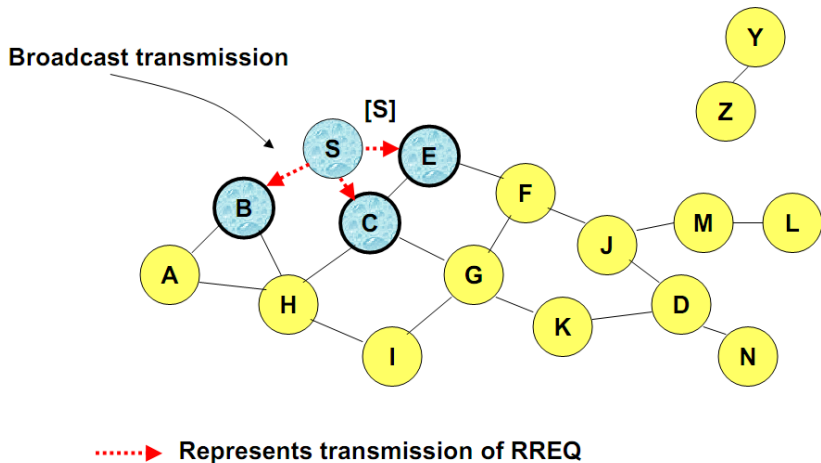 Y
Broadcast transmission
[S]
Z
S
E
F
B
C
M
L
J
A
G
H
D
K
I
N
Represents transmission of RREQ